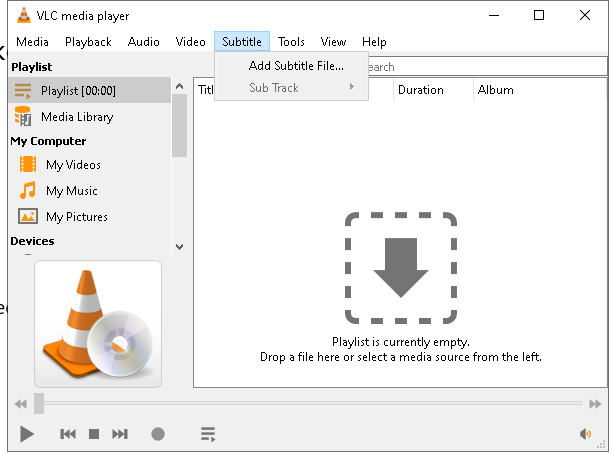 VLC media player
Media Playback Audio Video Subtitle Tools View Help
Playlist
Add Subtitle File...
Sub Track
Playlist [00:00]
Duration Album
Media Library
My Computer
My Videos
My Music
My Pictures
Devices
Playlist is currently empty.
Drop a file here or select a media source from the left.